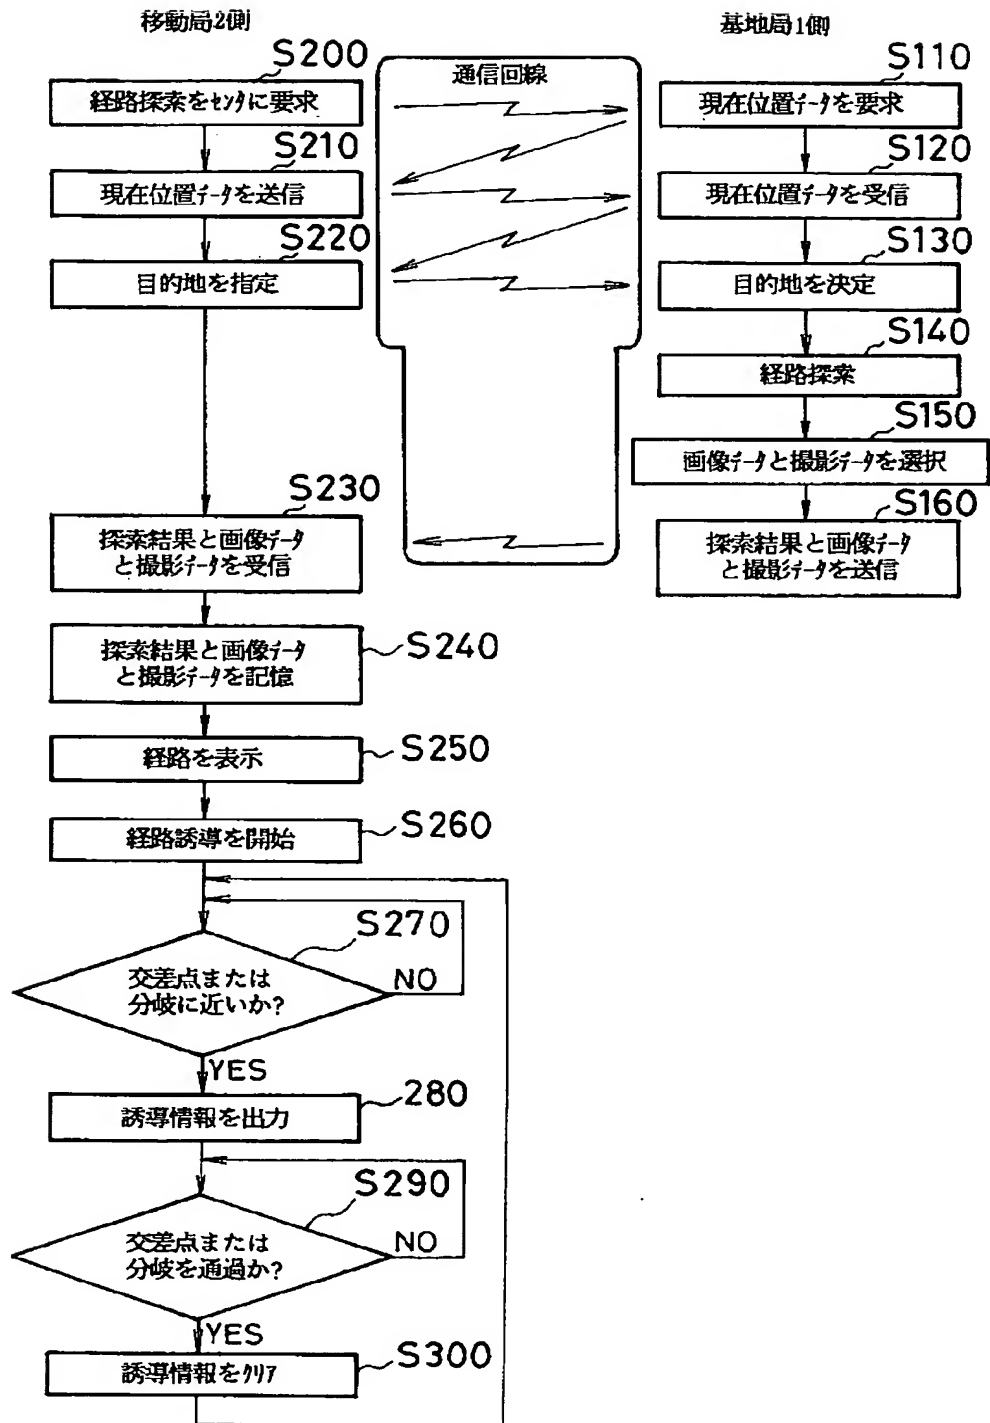 移動局2側
S200
経路探索をセンタに要求
S210
現在位置データを送信
S220
目的地を指定
S230
探索結果と画像データ
と撮影データを受信
S240
探索結果と画像データ
と撮影データを記憶
S250
経路を表示
S260
経路誘導を開始
S270
交差点または
分岐に近いか?
NO
YES
280
誘導情報を出力
S290
交差点または
分岐を通過か?
NO
YES
S300
誘導情報をクリア
通信回線
基地局1側
S110
現在位置データを要求
S120
現在位置データを受信
S130
目的地を決定
S140
経路探索
S150
画像データと撮影データを選択
S160
探索結果と画像データ
と撮影データを送信